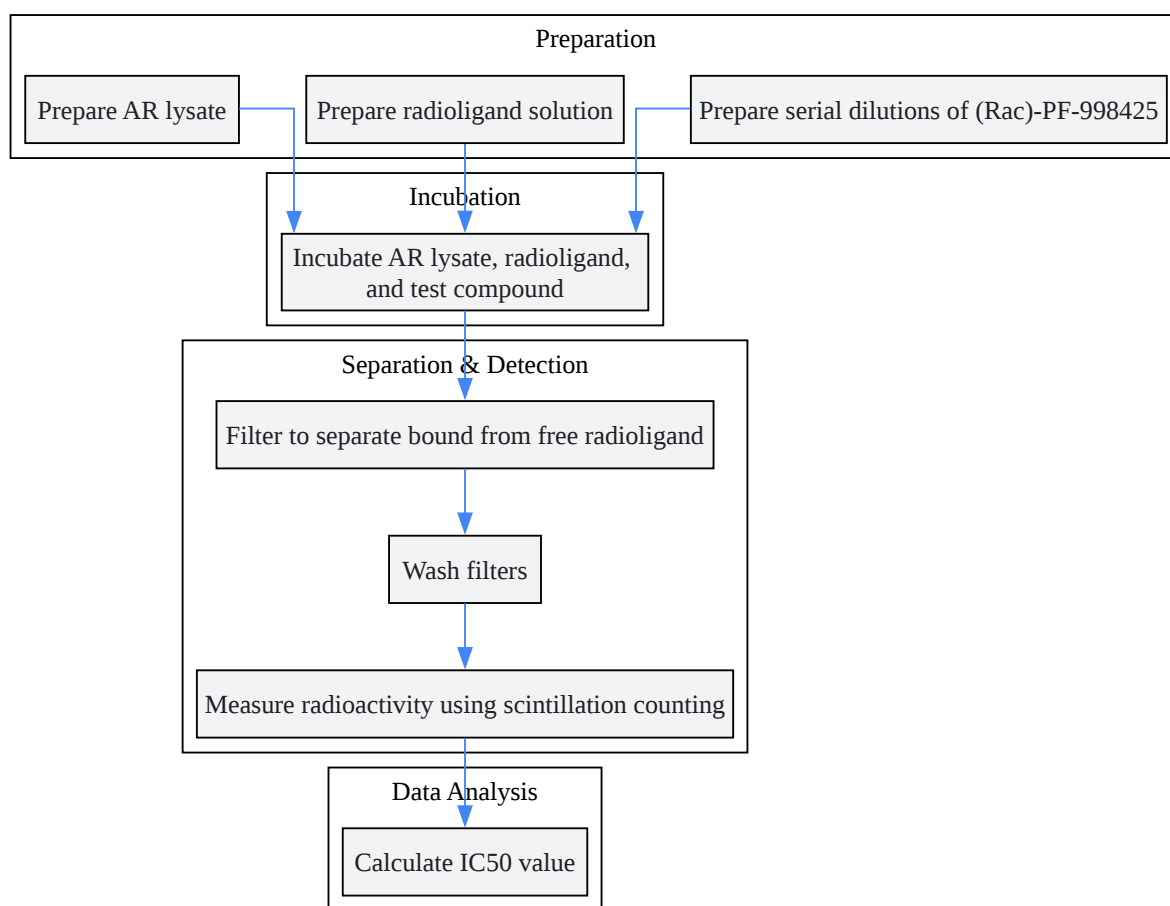 Preparation
Prepare AR lysate
Prepare radioligand solution
Prepare serial dilutions of (Rac)-PF-998425
Incubation
Incubate AR lysate, radioligand,
and test compound
Separation & Detection
Filter to separate bound from free radioligand
Wash filters
Measure radioactivity using scintillation counting
Data Analysis
Calculate IC50 value